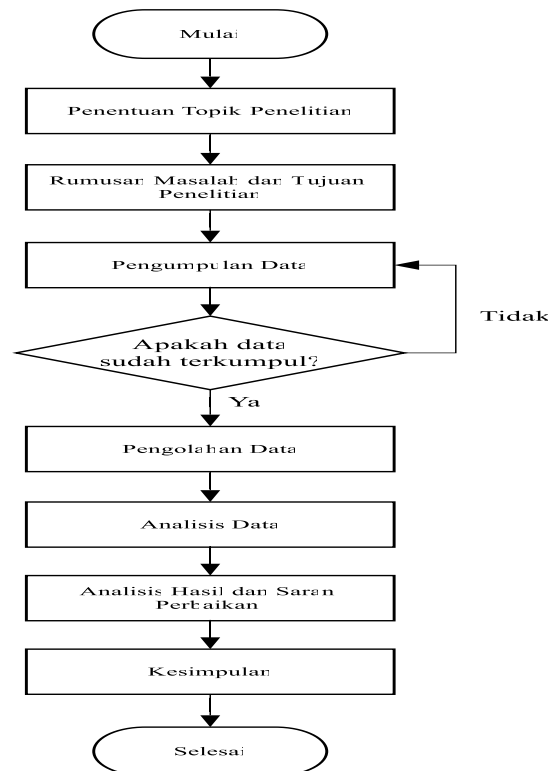 Mulai
Penentuan Topik Penelitian
Rumusan Masalah dan Tujuan
Penelitian
Pengumpulan Data
Tidak
Apakah data
sudah terkumpul?
Ya
Pengolahan Data
Analisis Data
Analisis Hasil dan Saran
Perbaikan
Kesimpulan
Selesai